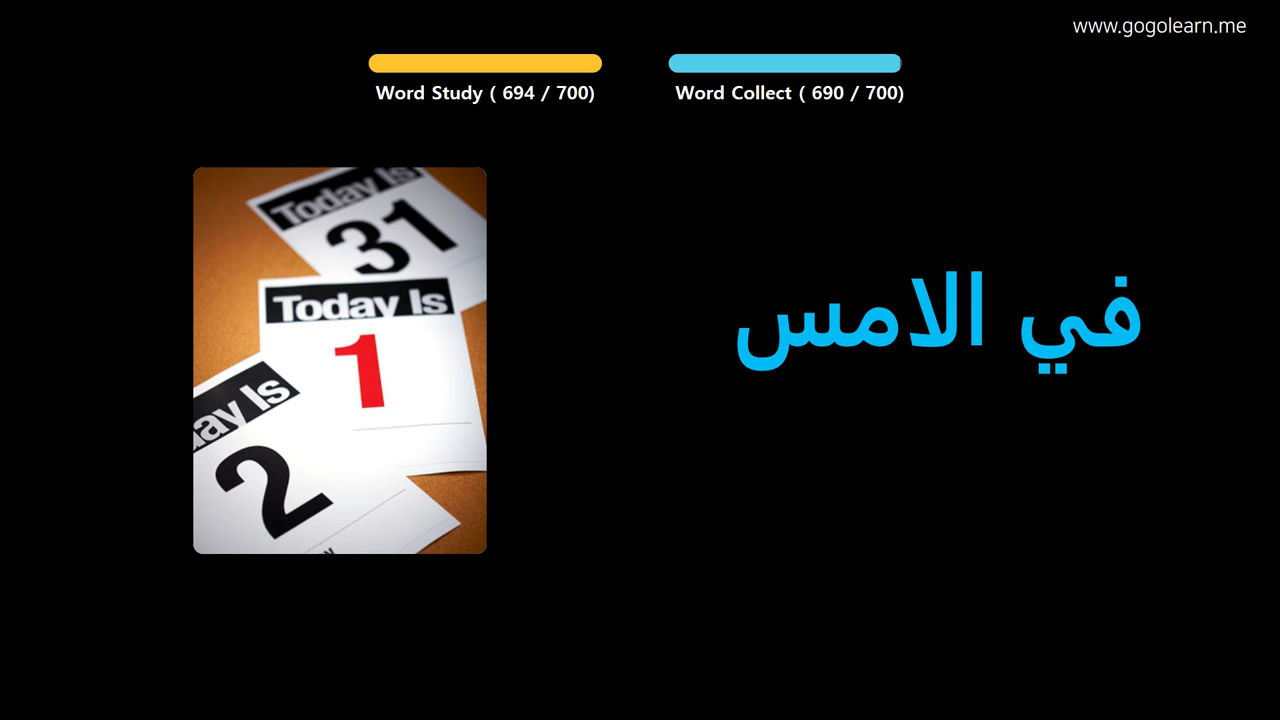 www.gogolearn.me
Word Study ( 694 / 700)
Word Collect ( 690 / 700)
Today Is
31
Today Is
1
ay Is
2
في الامس